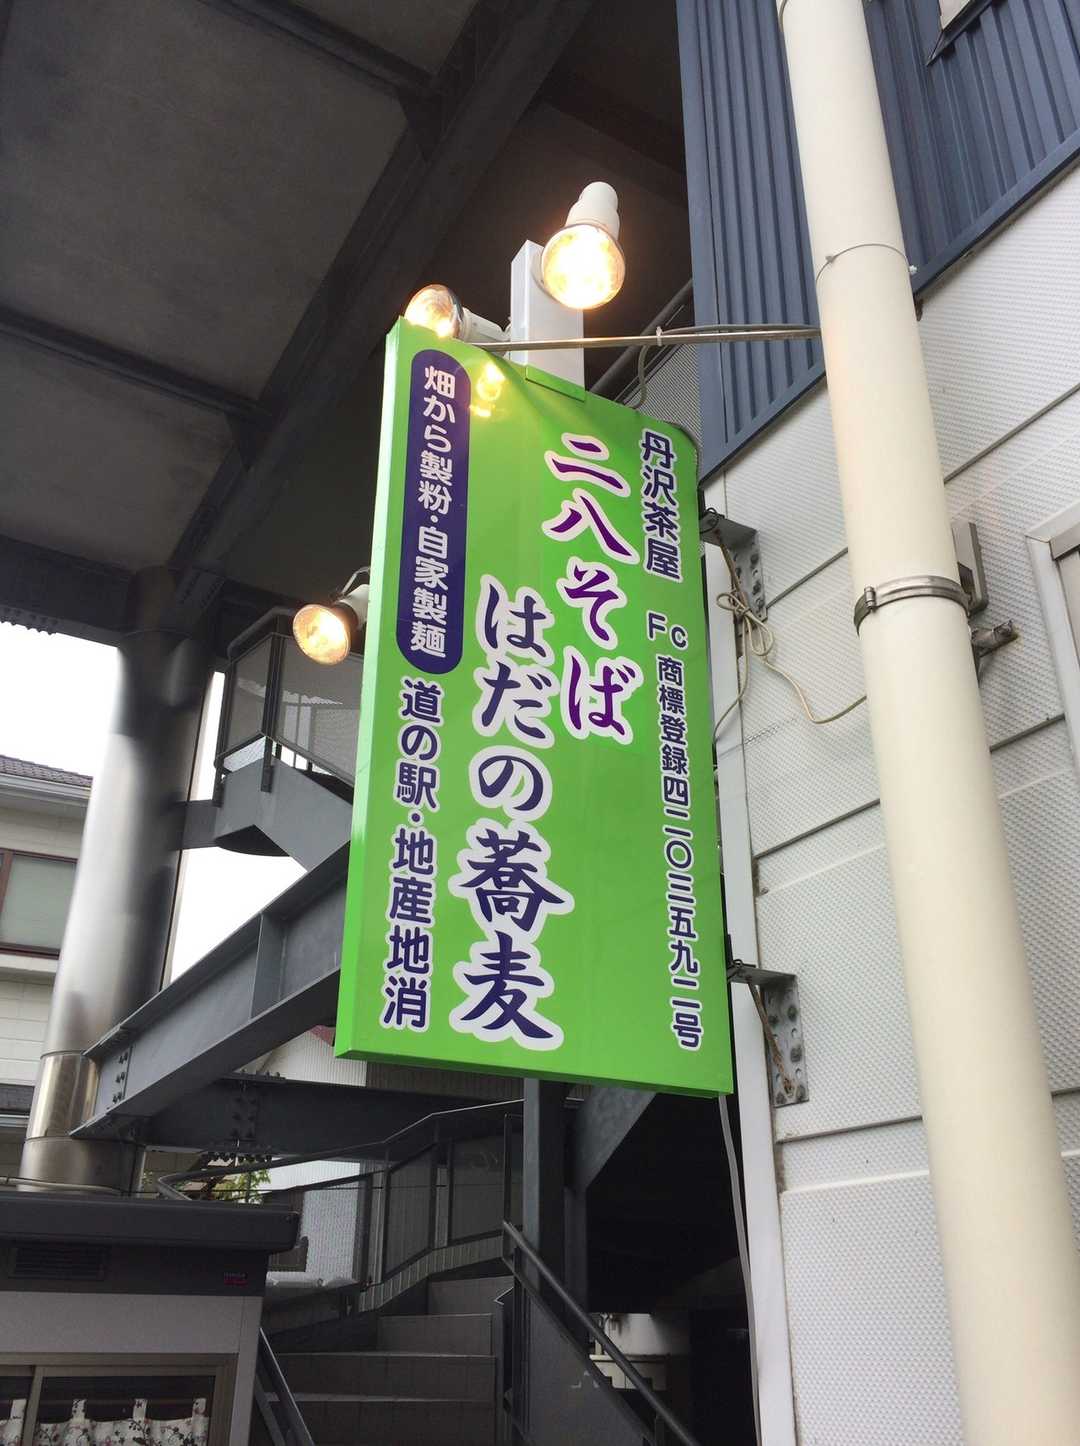 丹沢茶屋 Fc 商標登録四二〇三五九二号
二八そば
はだの蕎麦
畑から製粉・自家製麺
道の駅・地産地消